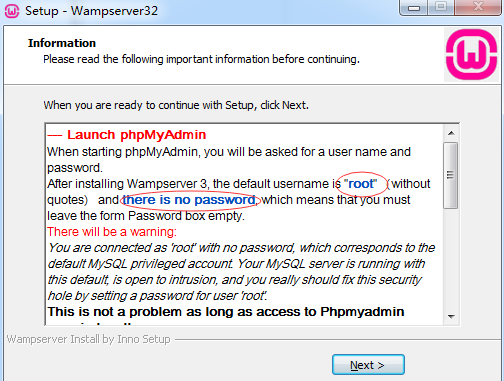 Setup - Wampserver32
Information
Please read the following important information before continuing.
When you are ready to continue with Setup, click Next.
— Launch phpMyAdmin
When starting phpMyAdmin, you will be asked for a user name and
password.
After installing Wampserver 3, the default username is "root" (without
quotes) and there is no password, which means that you must
leave the form Password box empty.
There will be a warning:
You are connected as 'root' with no password, which corresponds to the
default MySQL privileged account. Your MySQL server is running with
this default, is open to intrusion, and you really should fix this security
hole by setting a password for user 'root'.
This is not a problem as long as access to Phpmyadmin
Wampserver Install by Inno Setup
Next >